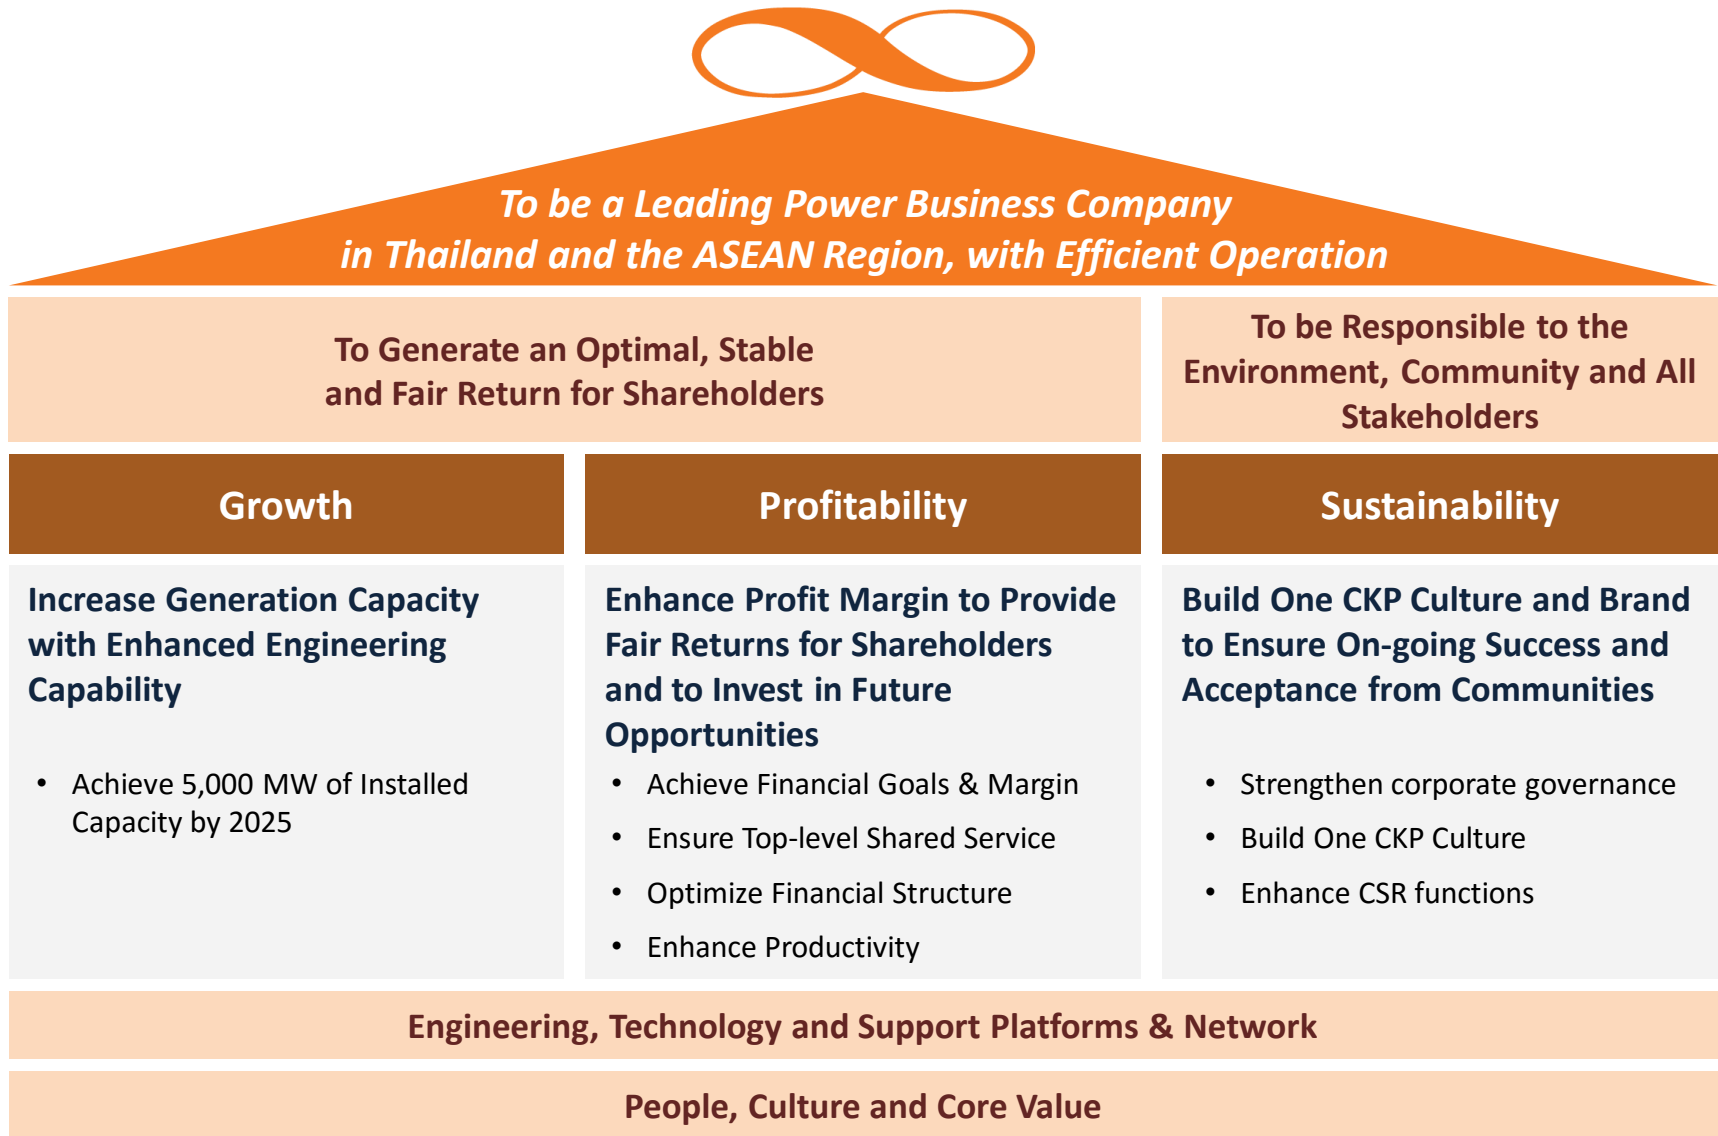 To be a Leading Power Business Company
in Thailand and the ASEAN Region, with Efficient Operation
To Generate an Optimal, Stable
and Fair Return for Shareholders
To be Responsible to the
Environment, Community and All
Stakeholders
Growth
Profitability
Sustainability
Increase Generation Capacity
with Enhanced Engineering
Capability
• Achieve 5,000 MW of Installed
Capacity by 2025
Enhance Profit Margin to Provide
Fair Returns for Shareholders
and to Invest in Future
Opportunities
• Achieve Financial Goals & Margin
• Ensure Top-level Shared Service
• Optimize Financial Structure
• Enhance Productivity
Build One CKP Culture and Brand
to Ensure On-going Success and
Acceptance from Communities
• Strengthen corporate governance
• Build One CKP Culture
• Enhance CSR functions
Engineering, Technology and Support Platforms & Network
People, Culture and Core Value